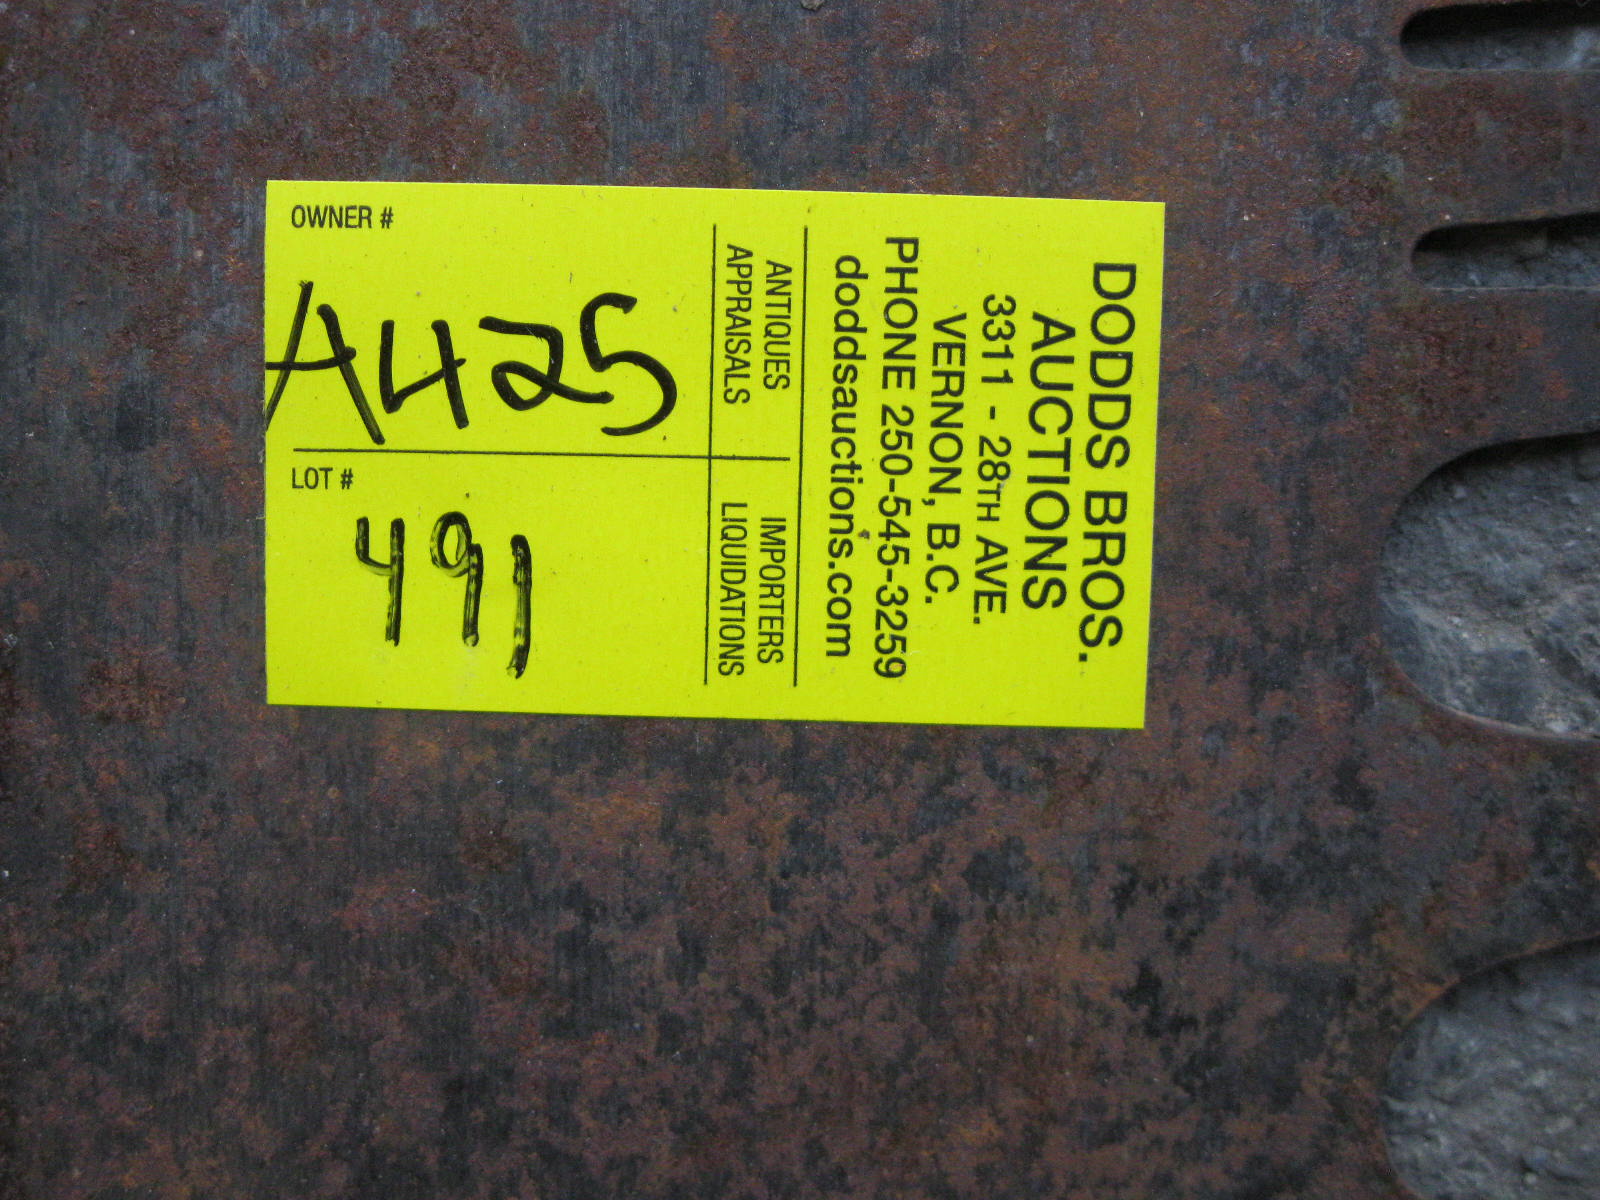 DODDS BROS.
AUCTIONS
3311 - 28TH AVE.
VERNON, B.C.
PHONE 250-545-3259
doddsauctions.com
ANTIQUES
APPRAISALS
IMPORTERS
LIQUIDATIONS
OWNER #
A425
LOT #
491